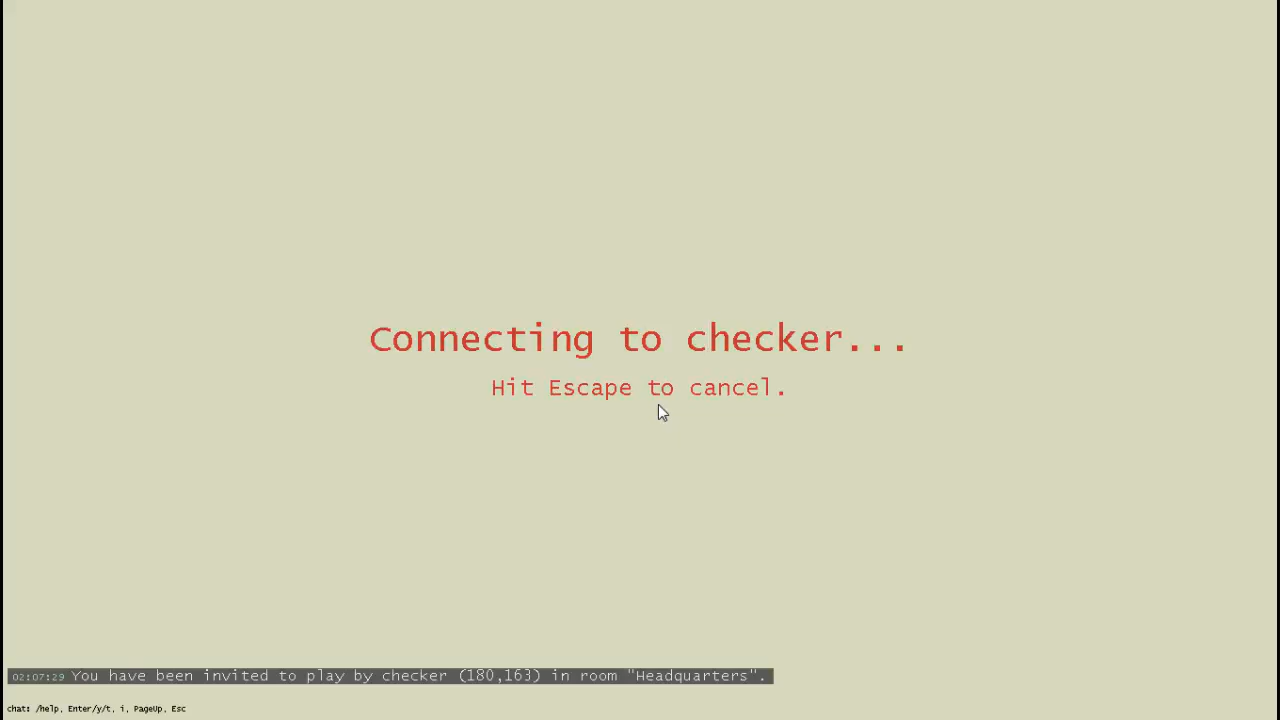 Connecting to checker...
Hit Escape to cancel.
02:07:29 You have been invited to play by checker (180,163) in room "Headquarters".
chat: /help, Enter/y/t, i, PageUp, Esc